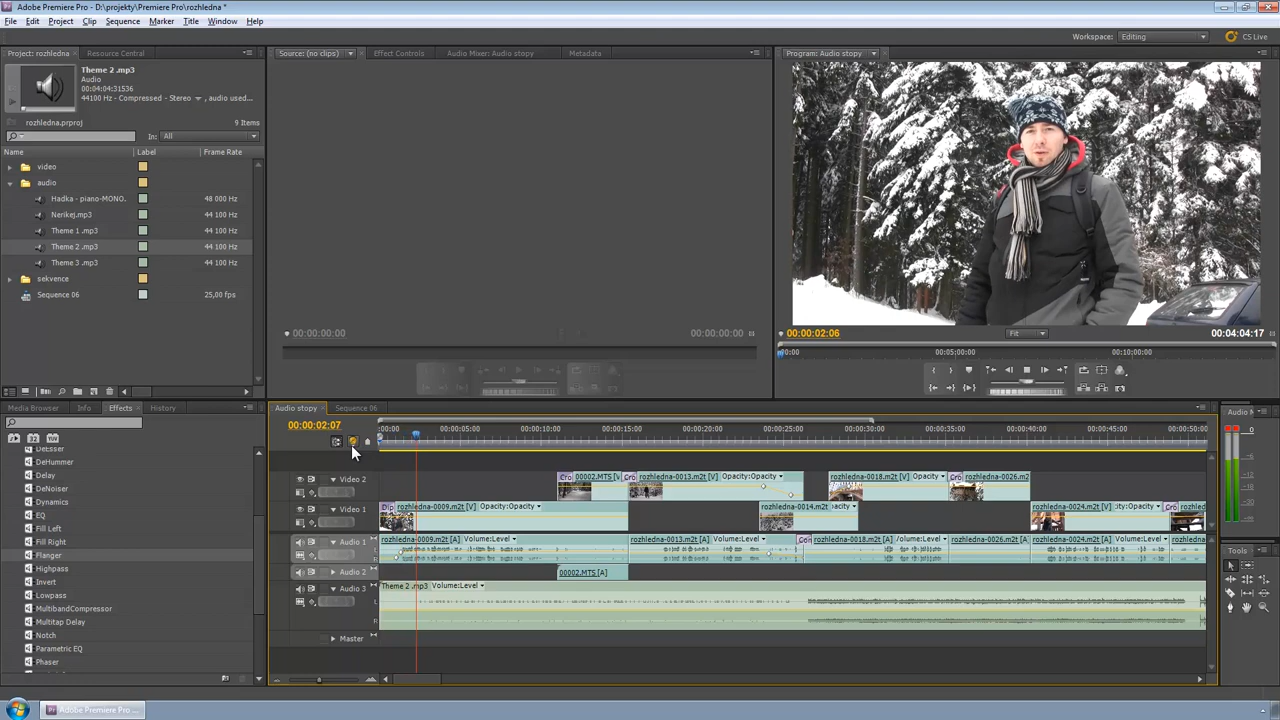 Adobe Premiere Pro - D:\projekty\Premiere Pro\rozhledna *
File Edit Project Clip Sequence Marker Title Window Help
Workspace: Editing CS Live
Project: rozhledna Resource Central
Source: (no clips) Effect Controls Audio Mixer: Audio stopy Metadata
Program: Audio stopy
Theme 2 .mp3
Audio
00:04:04:31536
44100 Hz - Compressed - Stereo , audio used...
rozhledna.prproj 9 Items
In: All
Name Label Frame Rate
video
audio
Hadka - piano-MONO. 48 000 Hz
Nerikej.mp3 44 100 Hz
Theme 1 .mp3 44 100 Hz
Theme 2 .mp3 44 100 Hz
Theme 3 .mp3 44 100 Hz
sekvence
Sequence 06 25,00 fps
00:00:00:00 00:00:00:00
00:00:02:06 Fit 00:04:04:17
00:00 00:05:00:00 00:10:00:00
Media Browser Info Effects History
DeEsser
DeHummer
Delay
DeNoiser
Dynamics
EQ
Fill Left
Fill Right
Flanger
Highpass
Invert
Lowpass
MultibandCompressor
Multitap Delay
Notch
Parametric EQ
Phaser
Pitch
Audio stopy Sequence 06
00:00:02:07
:00:00 00:00:05:00 00:00:10:00 00:00:15:00 00:00:20:00 00:00:25:00 00:00:30:00 00:00:35:00 00:00:40:00 00:00:45:00 00:00:50:00
Video 2 Cro 00002.MTS [V Cro rozhledna-0013.m2t [V] Opacity:Opacity rozhledna-0018.m2t [V] Opacity Cro rozhledna-0026.m2t
Video 1 Dip rozhledna-0009.m2t [V] Opacity:Opacity rozhledna-0014.m2t pacity rozhledna-0024.m2t [V] :ty:Opacity Cro
Audio 1 rozhledna-0009.m2t [A] Volume:Level rozhledna-0013.m2t [A] Volume:Level Con rozhledna-0018.m2t [A] Volume:Level rozhledna-0026.m2t [A] rozhledna-0024.m2t [A] Volume:Level rozhledna
Audio 2 00002.MTS [A]
Audio 3 Theme 2 .mp3 Volume:Level
L
R
Master
Audio M
0
Tools
Adobe Premiere Pro ...